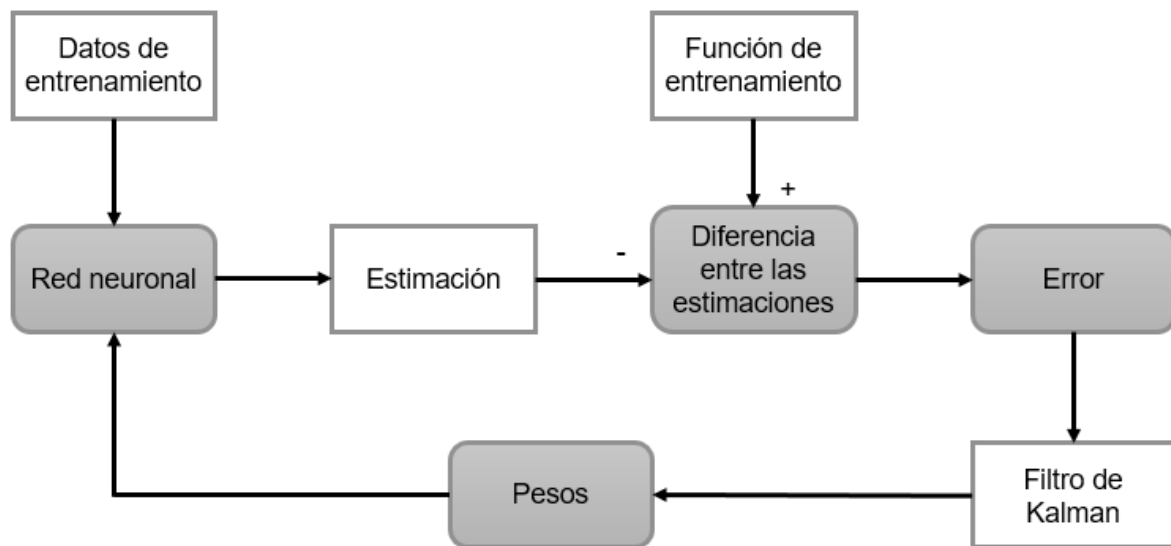 Datos de
entrenamiento
Función de
entrenamiento
+
Red neuronal
Estimación
-
Diferencia
entre las
estimaciones
Error
Pesos
Filtro de
Kalman